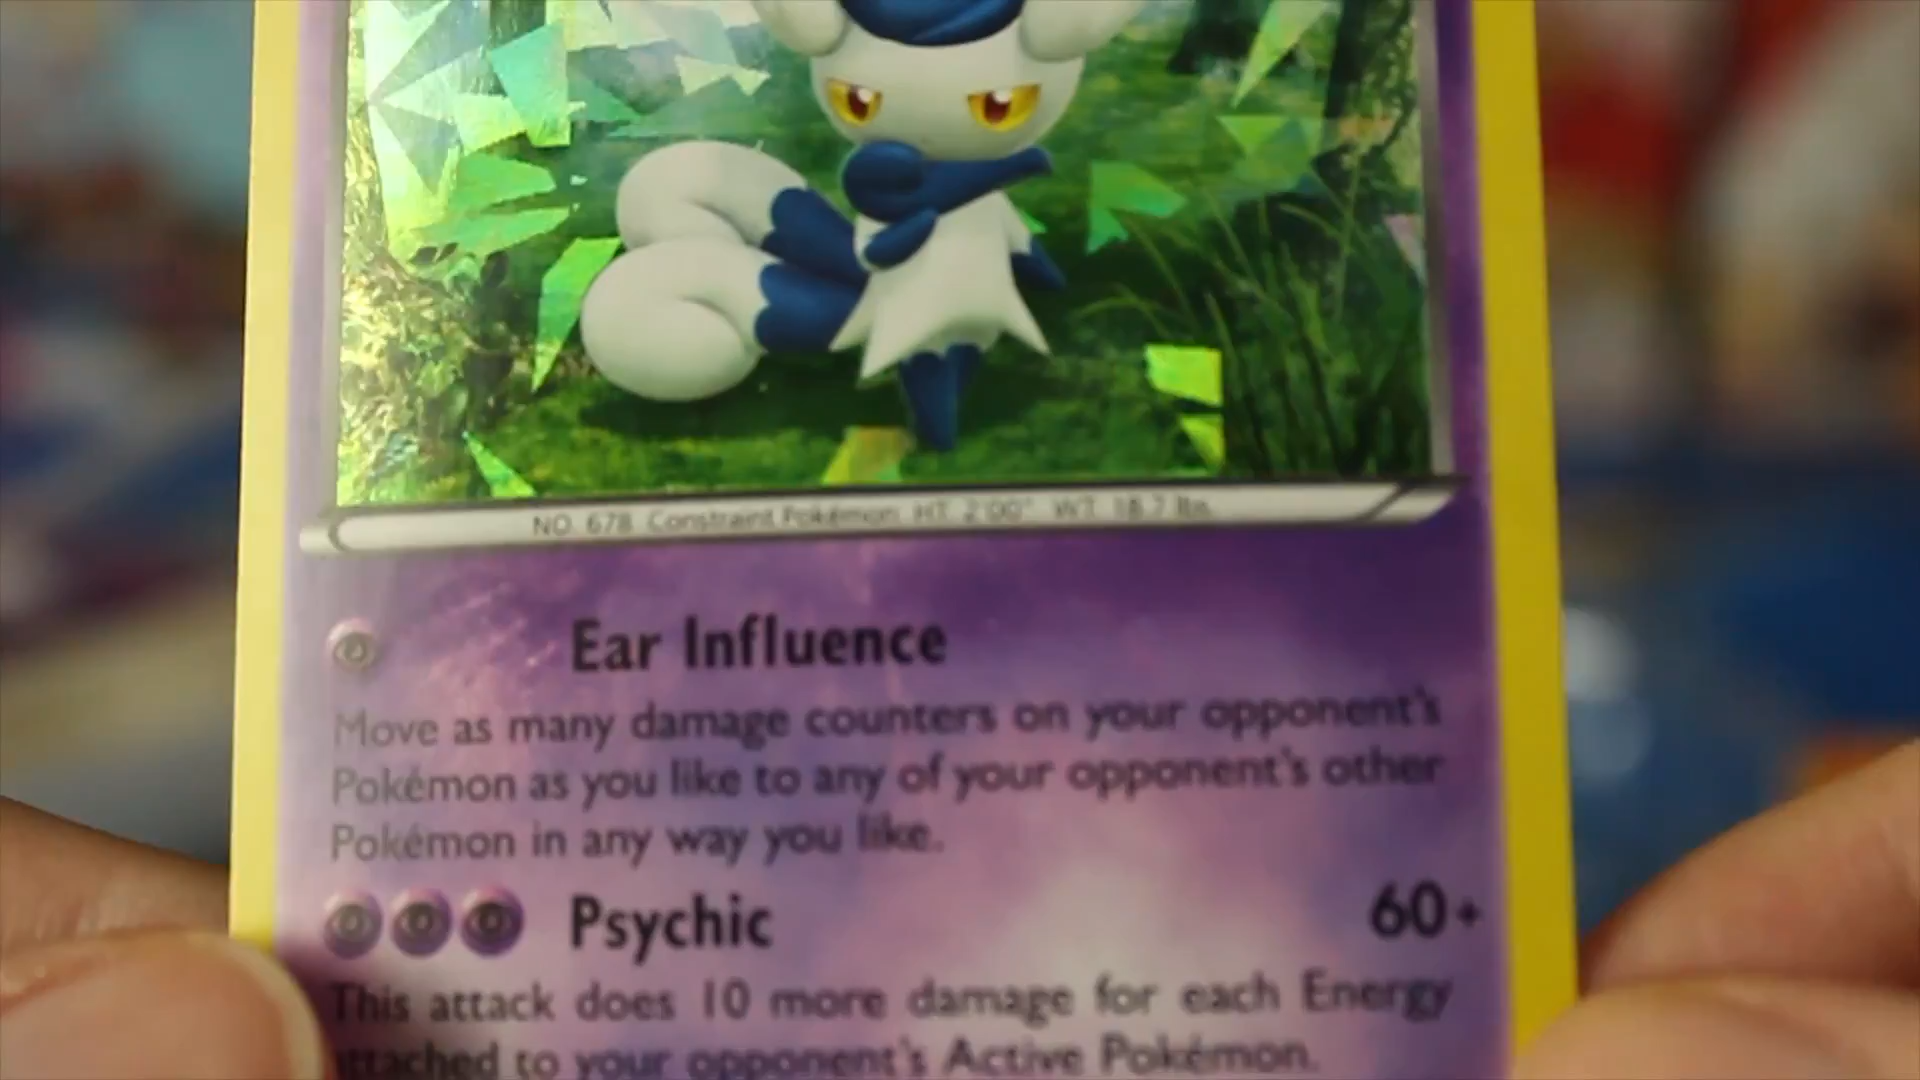 NO. 678 Constraint Pokémon HT. 2'00" WT. 18.7 lbs.
Ear Influence
Move as many damage counters on your opponent's
Pokémon as you like to any of your opponent's other
Pokémon in any way you like.
Psychic 60+
This attack does 10 more damage for each Energy
attached to your opponent's Active Pokémon.